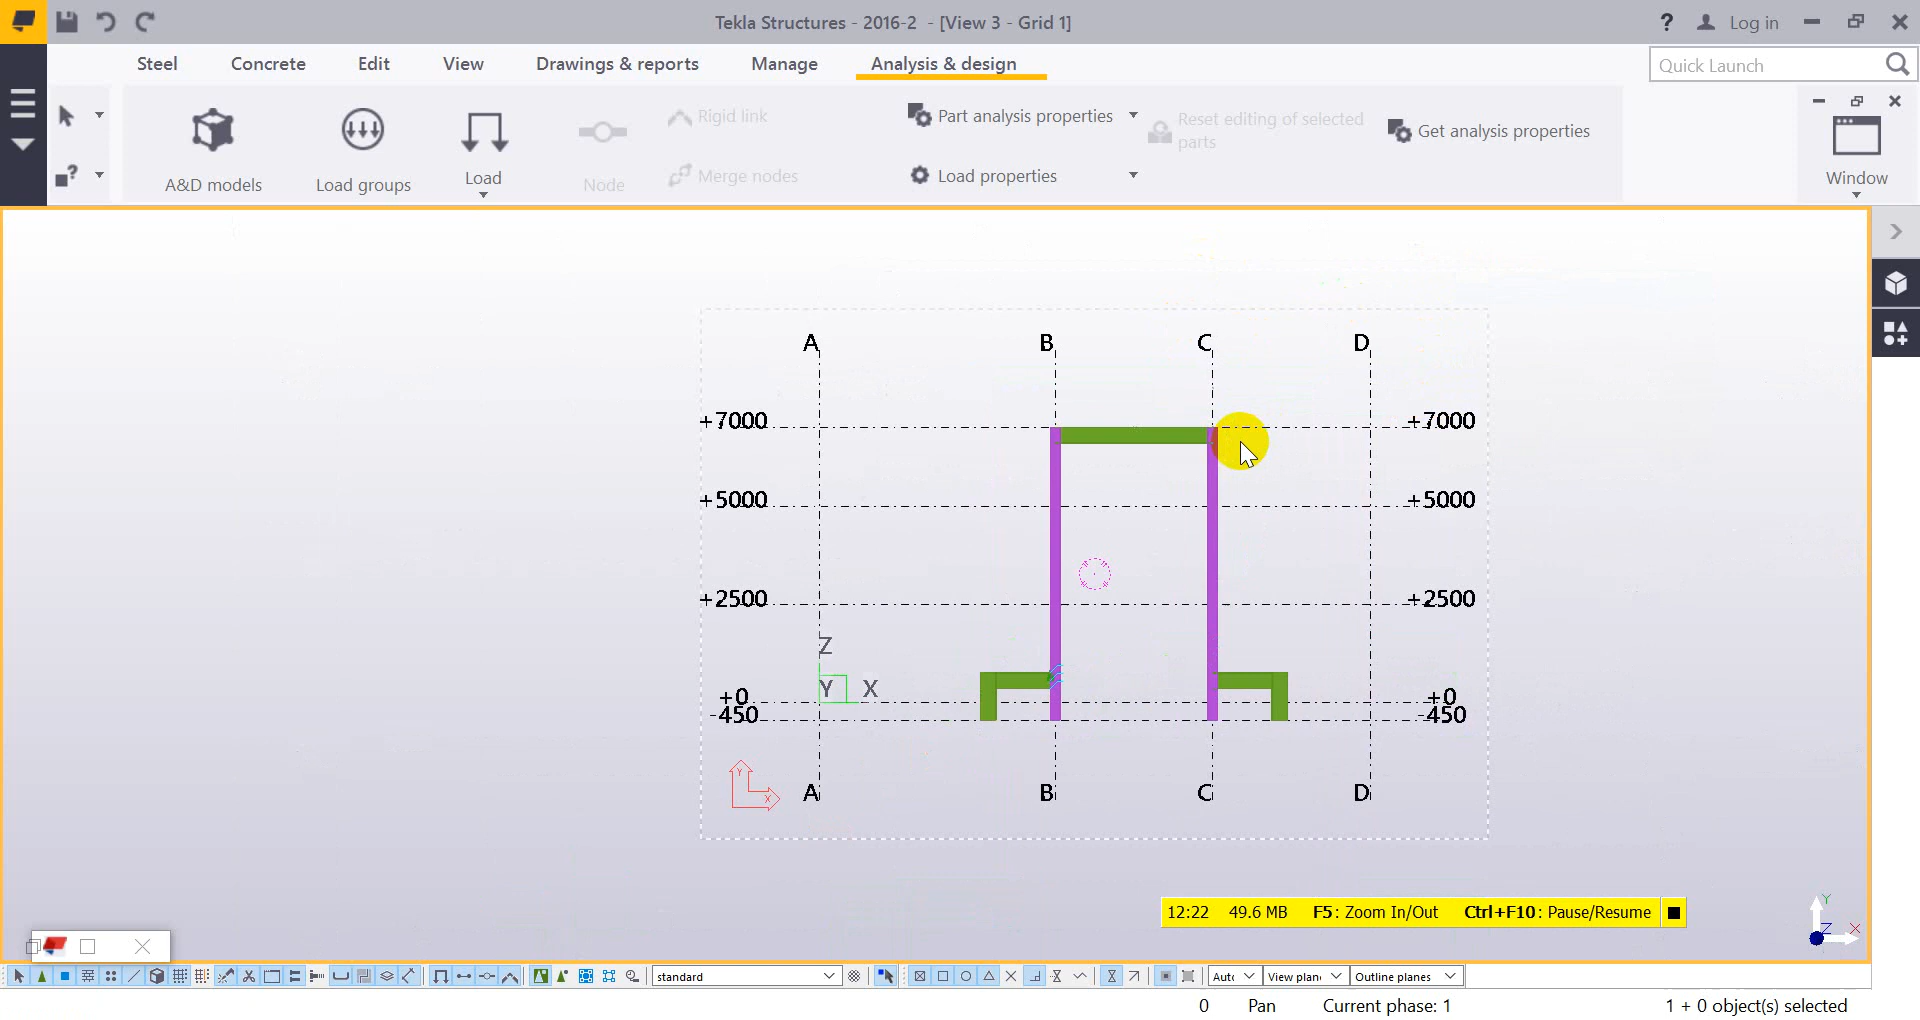 Tekla Structures - 2016-2 - [View 3 - Grid 1]
? Log in
Steel Concrete Edit View Drawings & reports Manage Analysis & design
Quick Launch
Rigid link
Part analysis properties
Reset editing of selected parts
Get analysis properties
A&D models
Load groups
Load
Node
Merge nodes
Load properties
Window
A B C D
+7000 +7000
+5000 +5000
+2500 +2500
Z
Y X
+0 +0
-450 -450
Y
X
A B C D
12:22 49.6 MB F5: Zoom In/Out Ctrl+F10: Pause/Resume
Y
Z X
standard
View plan
Outline planes
0 Pan Current phase: 1 1 + 0 object(s) selected